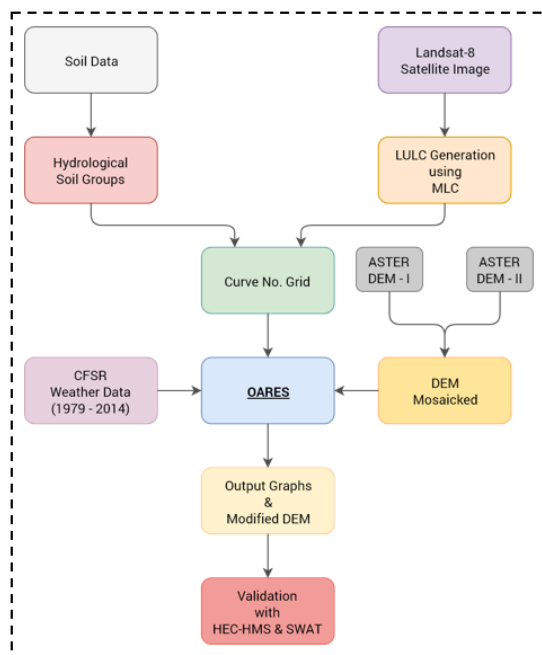 Soil Data
Landsat-8
Satellite Image
Hydrological
Soil Groups
LULC Generation
using
MLC
Curve No. Grid
ASTER
DEM - I
ASTER
DEM - II
CFSR
Weather Data
(1979 - 2014)
OARES
DEM
Mosaicked
Output Graphs
&
Modified DEM
Validation
with
HEC-HMS & SWAT